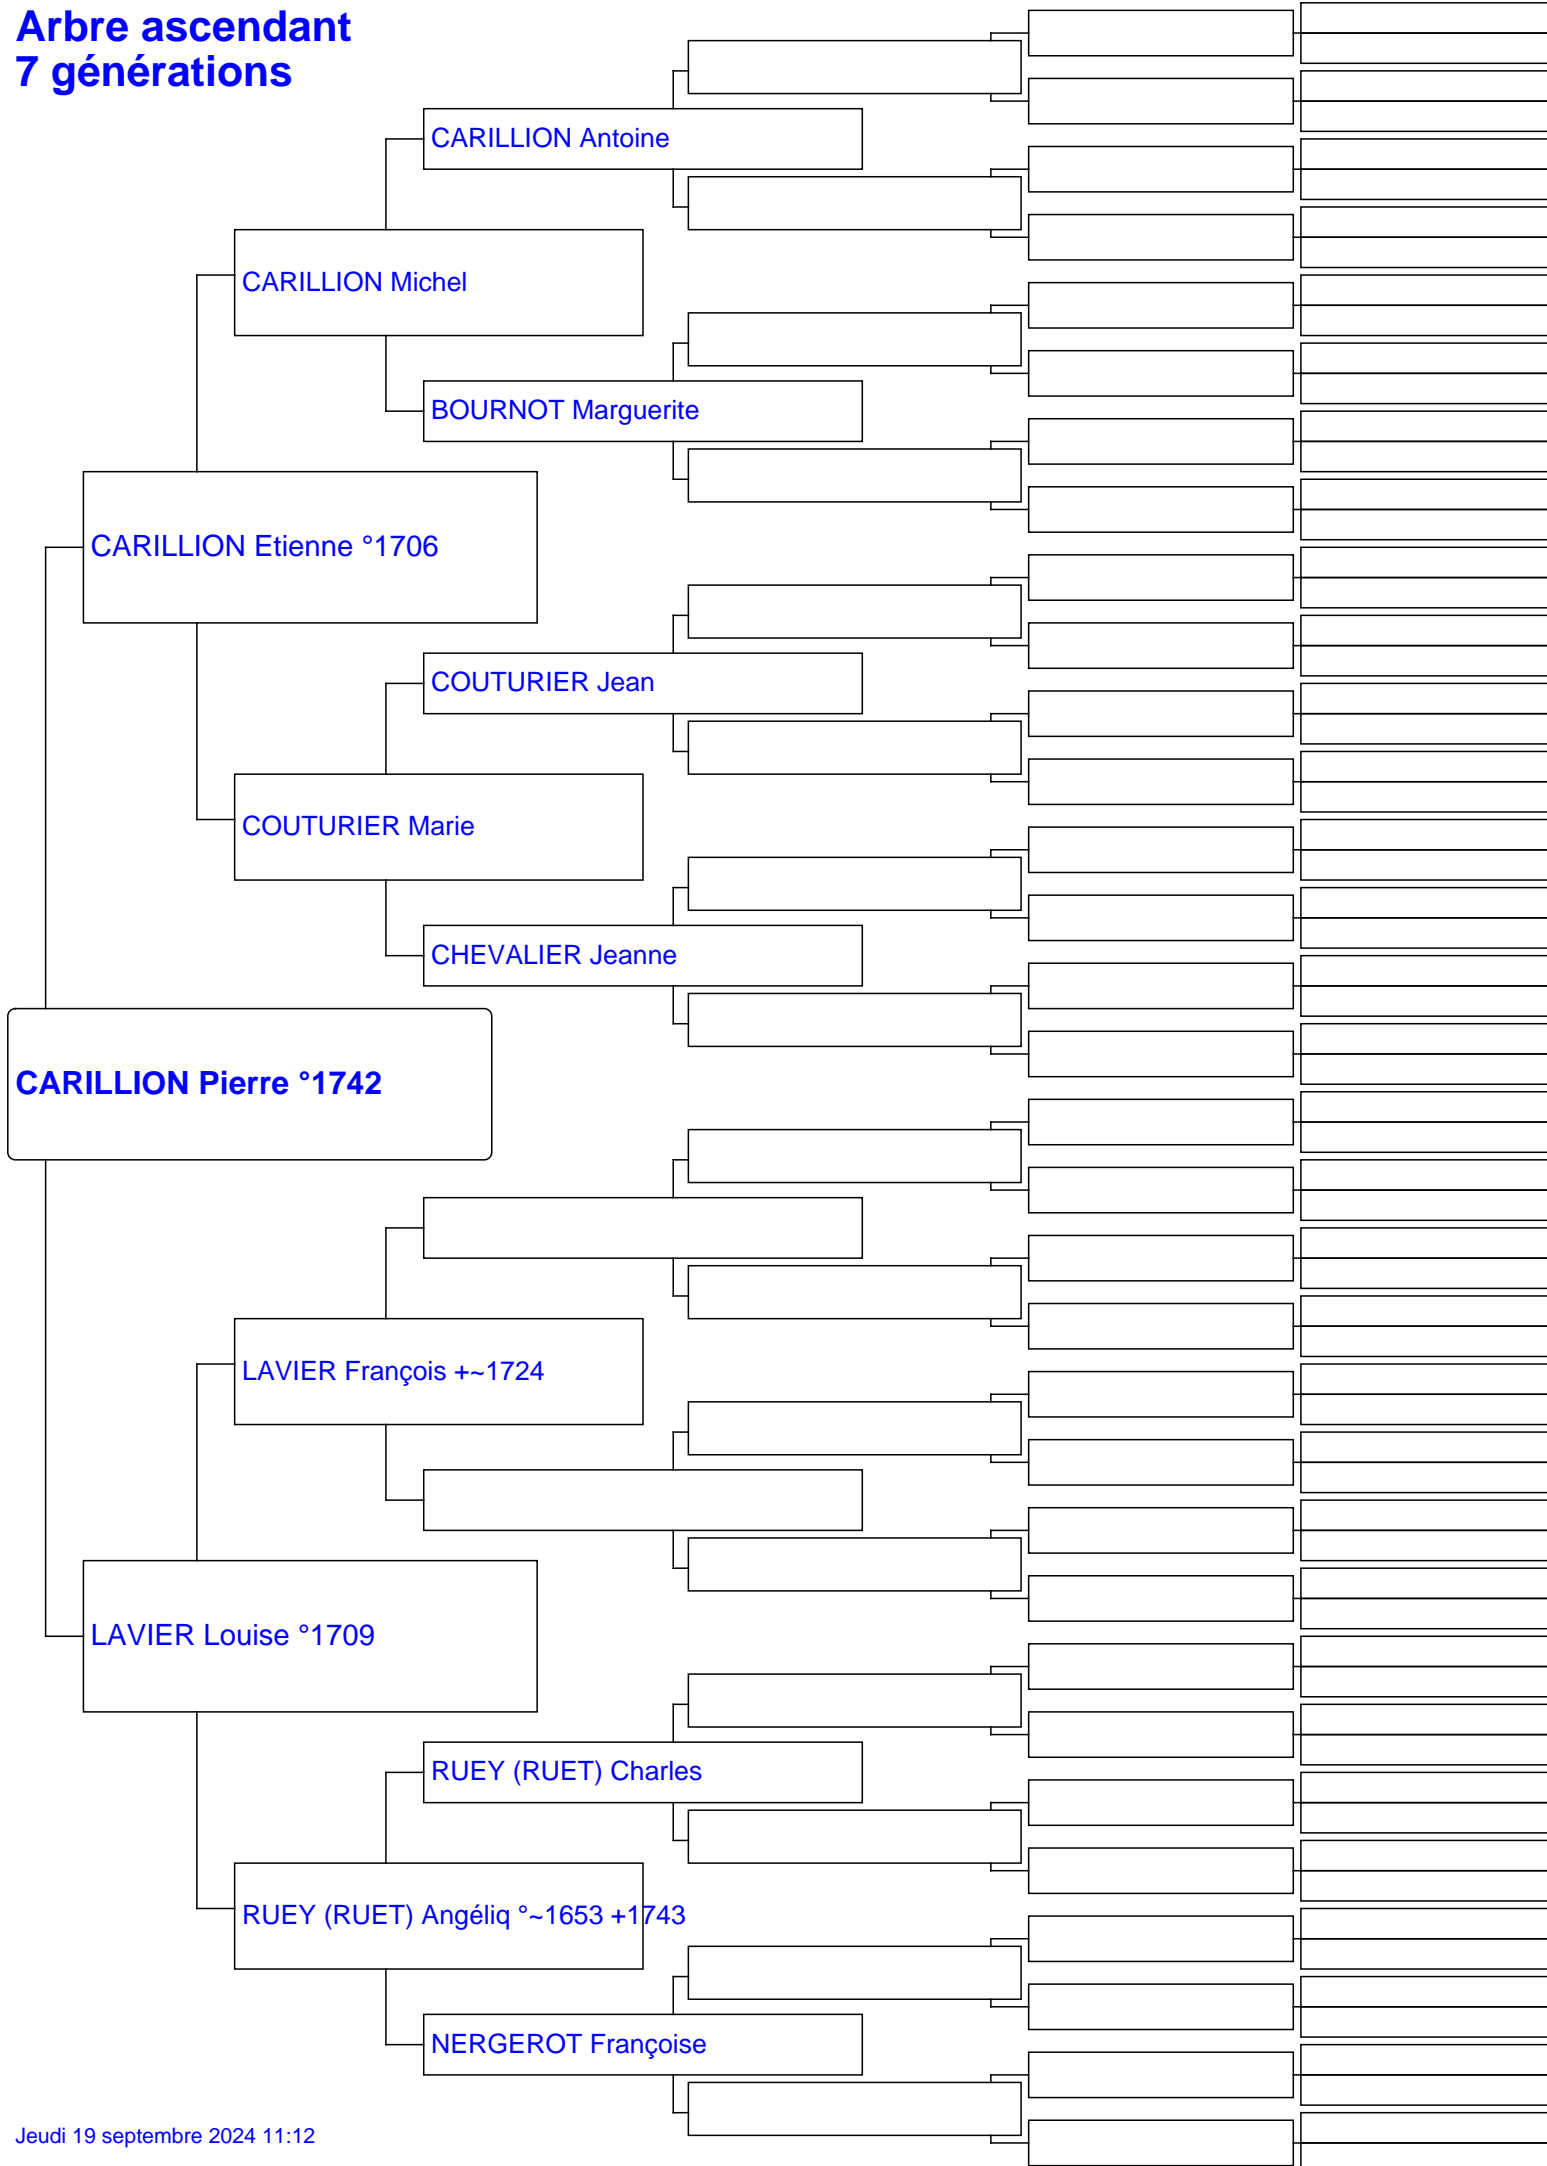 Arbre ascendant
7 générations
CARILLION Antoine
CARILLION Michel
BOURNOT Marguerite
CARILLION Etienne °1706
COUTURIER Jean
COUTURIER Marie
CHEVALIER Jeanne
CARILLION Pierre °1742
LAVIER François +~1724
LAVIER Louise °1709
RUEY (RUET) Charles
RUEY (RUET) Angéliq °~1653 +1743
NERGEROT Françoise
Jeudi 19 septembre 2024 11:12